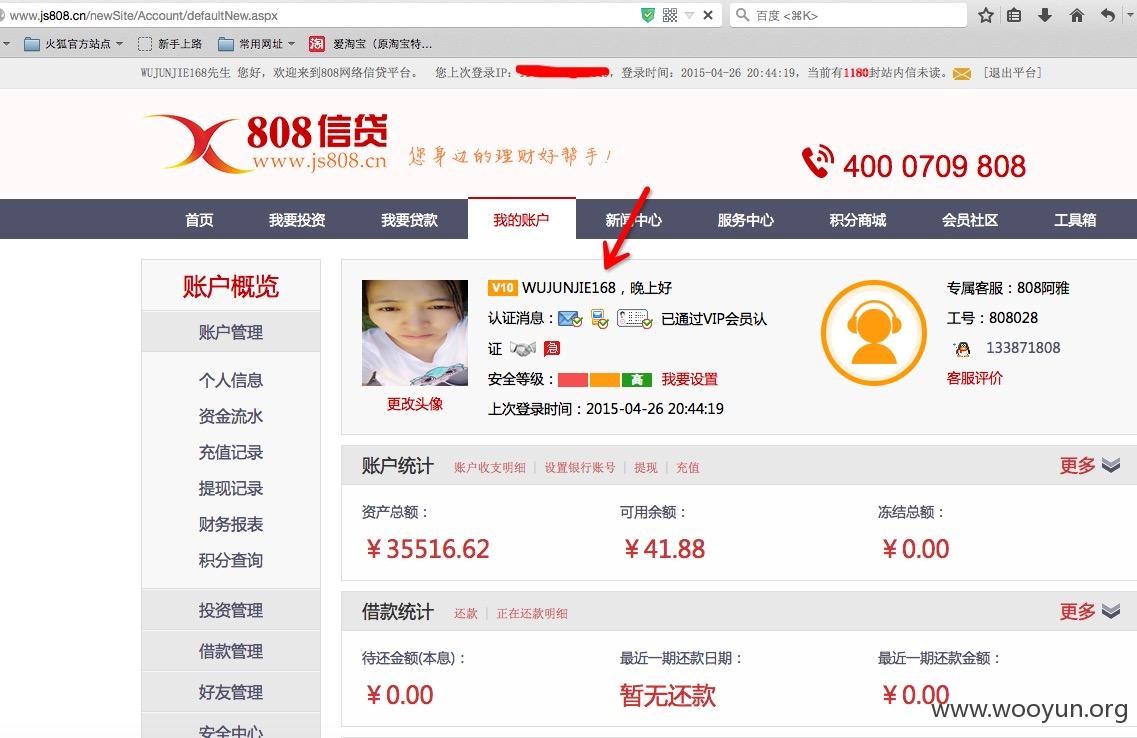 www.js808.cn/newSite/Account/defaultNew.aspx
百度 <⌘K>
火狐官方站点
新手上路
常用网址
淘
爱淘宝（原淘宝特...
WUJUNJIE168先生 您好，欢迎来到808网络信贷平台。 您上次登录IP：
，登录时间：2015-04-26 20:44:19，当前有1180封站内信未读。
[退出平台]
808信贷
www.js808.cn
您身边的理财好帮手！
400 0709 808
首页
我要投资
我要贷款
我的账户
新闻中心
服务中心
积分商城
会员社区
工具箱
账户概览
账户管理
个人信息
资金流水
充值记录
提现记录
财务报表
积分查询
投资管理
借款管理
好友管理
安全中心
更改头像
V10 WUJUNJIE168，晚上好
认证消息：
已通过VIP会员认
证
急
安全等级：
高
我要设置
上次登录时间：2015-04-26 20:44:19
专属客服：808阿雅
工号：808028
133871808
客服评价
账户统计
账户收支明细 | 设置银行账号 | 提现 | 充值
更多
资产总额：
可用余额：
冻结总额：
￥35516.62
￥41.88
￥0.00
借款统计
还款 | 正在还款明细
更多
待还金额(本息)：
最近一期还款日期：
最近一期还款金额：
￥0.00
暂无还款
￥0.00
www.wooyun.org